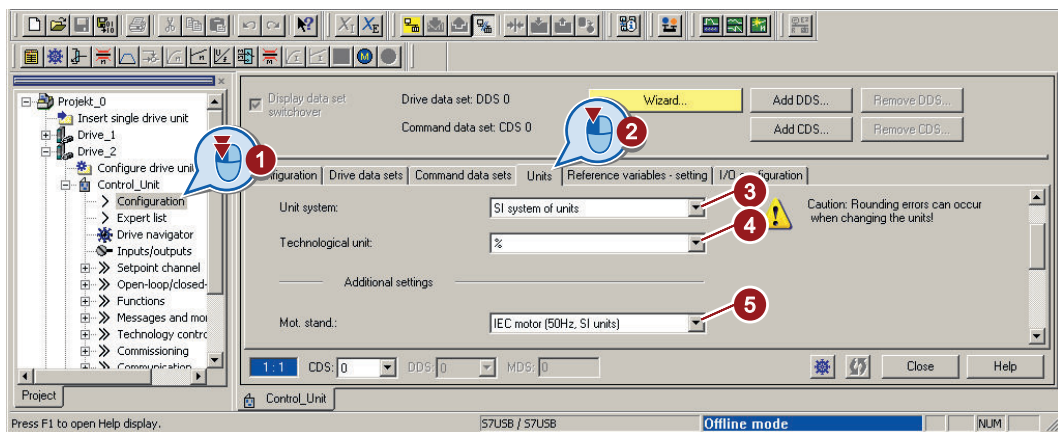 Display data set switchover
Drive data set: DDS 0
Wizard...
Add DDS...
Remove DDS...
Command data set: CDS 0
Add CDS...
Remove CDS...
Projekt_0
Insert single drive unit
Drive_1
Drive_2
Configure drive uni
Control_Unit
Configuration
Expert list
Drive navigator
Inputs/outputs
Setpoint channel
Open-loop/closed-
Functions
Messages and mo
Technology contrc
Commissioning
Communication
Project
1
2
onfiguration
Drive data sets
Command data sets
Units
Reference variables - setting
I/O configuration
Unit system:
SI system of units
3
Caution: Rounding errors can occur
when changing the units!
Technological unit:
%
4
Additional settings
Mot. stand.:
IEC motor (50Hz, SI units)
5
1 : 1
CDS: 0
DDS: 0
MDS: 0
Close
Help
Control_Unit
Press F1 to open Help display.
S7USB / S7USB
Offline mode
NUM